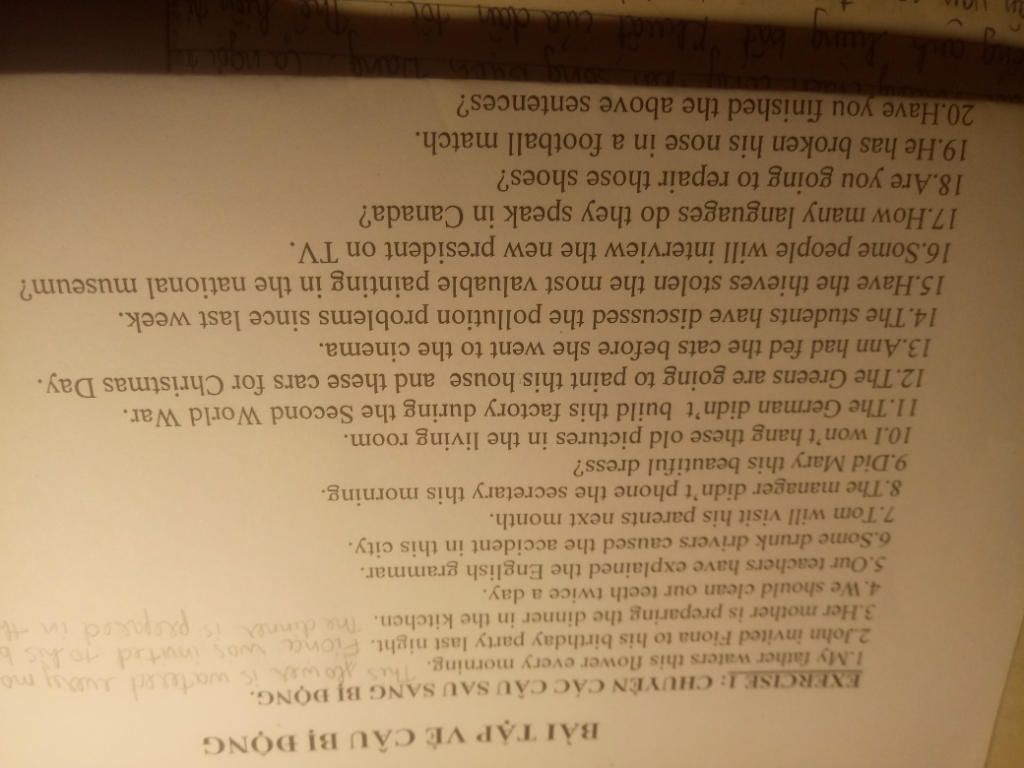 BÀI TẬP VỀ CÂU BỊ ĐỘNG
EXERCISE 1: CHUYỂN CÁC CÂU SAU SANG BỊ ĐỘNG.
1.My father waters this flower every morning. This flower is watered every mo
2.John invited Fiona to his birthday party last night. Fiona was invited to his b
3.Her mother is preparing the dinner in the kitchen. The dinner is prepared in th
4.We should clean our teeth twice a day.
5.Our teachers have explained the English grammar.
6.Some drunk drivers caused the accident in this city.
7.Tom will visit his parents next month.
8.The manager didn't phone the secretary this morning.
9.Did Mary this beautiful dress?
10.I won't hang these old pictures in the living room.
11.The German didn't build this factory during the Second World War.
12.The Greens are going to paint this house and these cars for Christmas Day.
13.Ann had fed the cats before she went to the cinema.
14.The students have discussed the pollution problems since last week.
15.Have the thieves stolen the most valuable painting in the national museum?
16.Some people will interview the new president on TV.
17.How many languages do they speak in Canada?
18.Are you going to repair those shoes?
19.He has broken his nose in a football match.
20.Have you finished the above sentences?